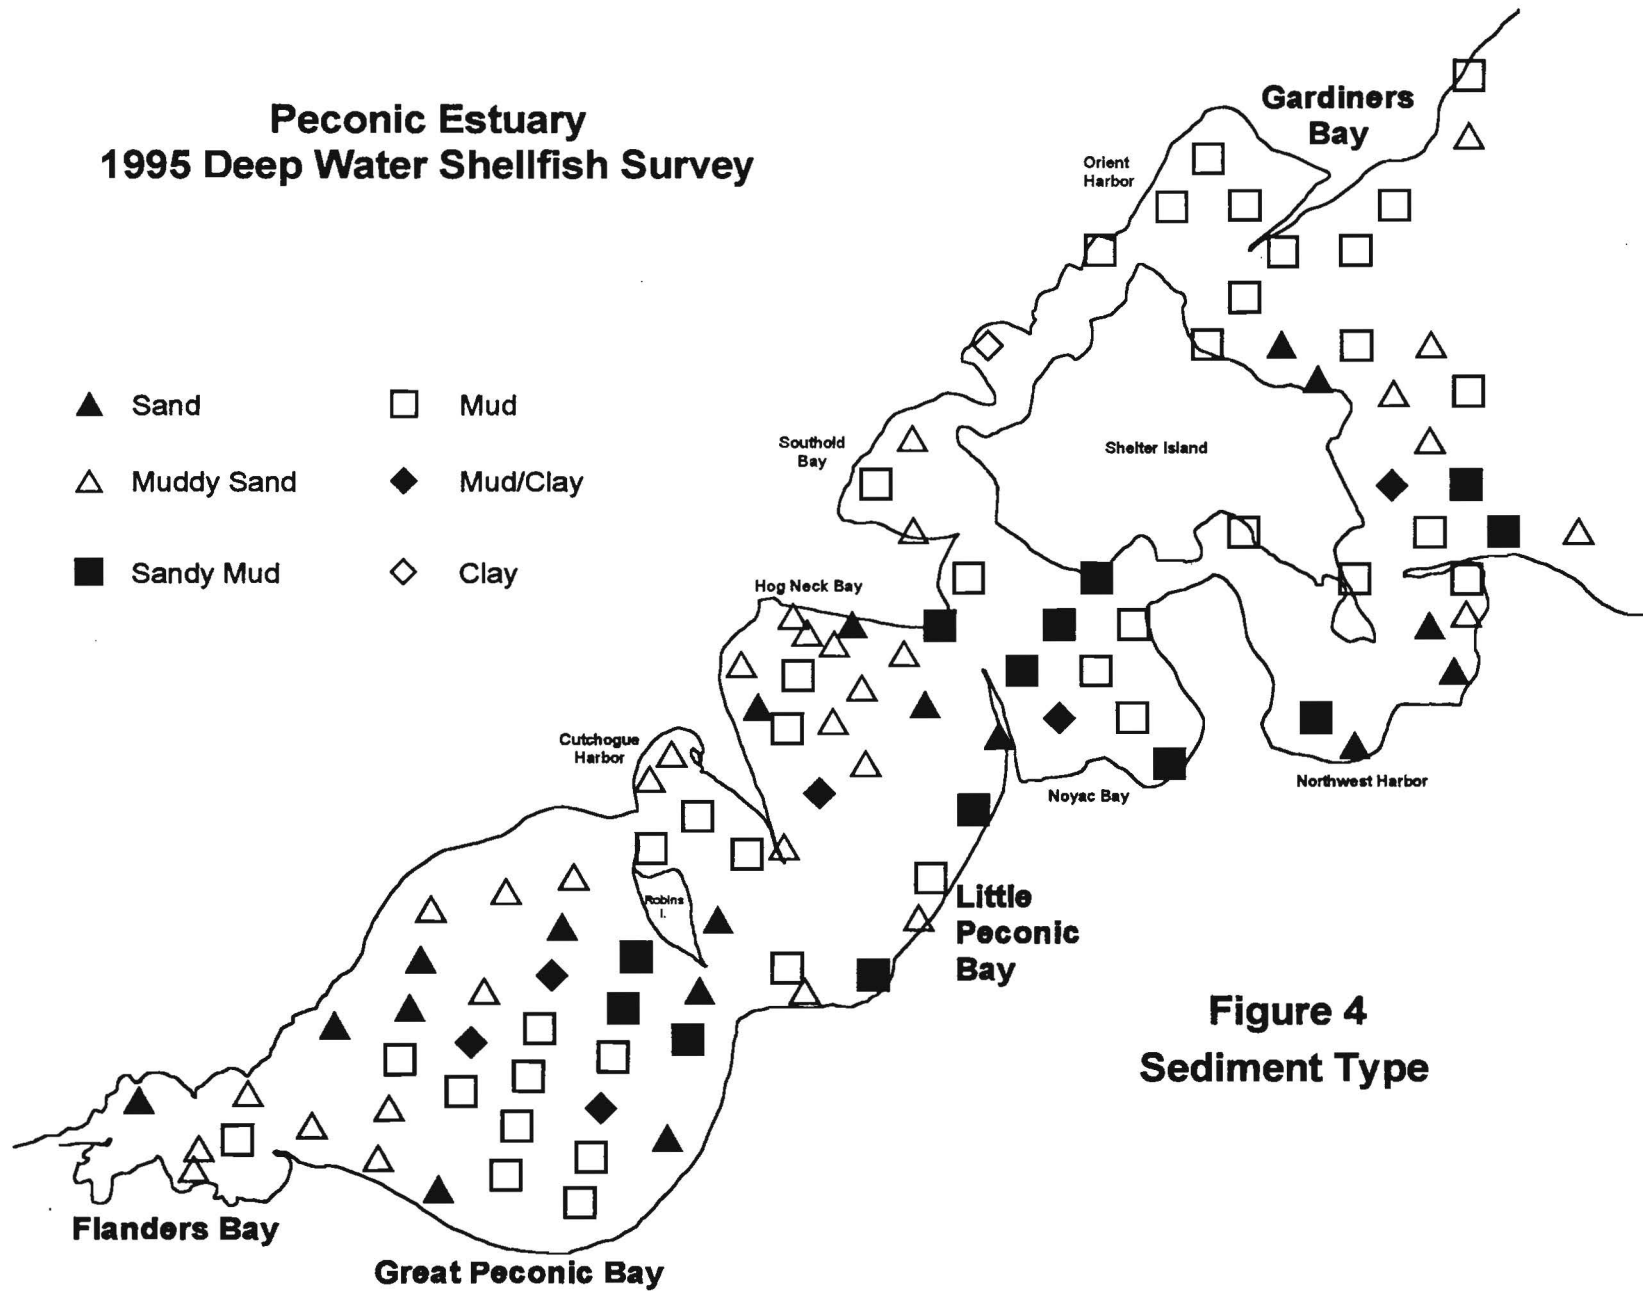 Peconic Estuary
1995 Deep Water Shellfish Survey
Gardiners
Bay
Orient
Harbor
Sand
Mud
Muddy Sand
Mud/Clay
Sandy Mud
Clay
Southold
Bay
Shelter Island
Hog Neck Bay
Cutchogue
Harbor
Noyac Bay
Northwest Harbor
Robins
I.
Little
Peconic
Bay
Figure 4
Sediment Type
Flanders Bay
Great Peconic Bay